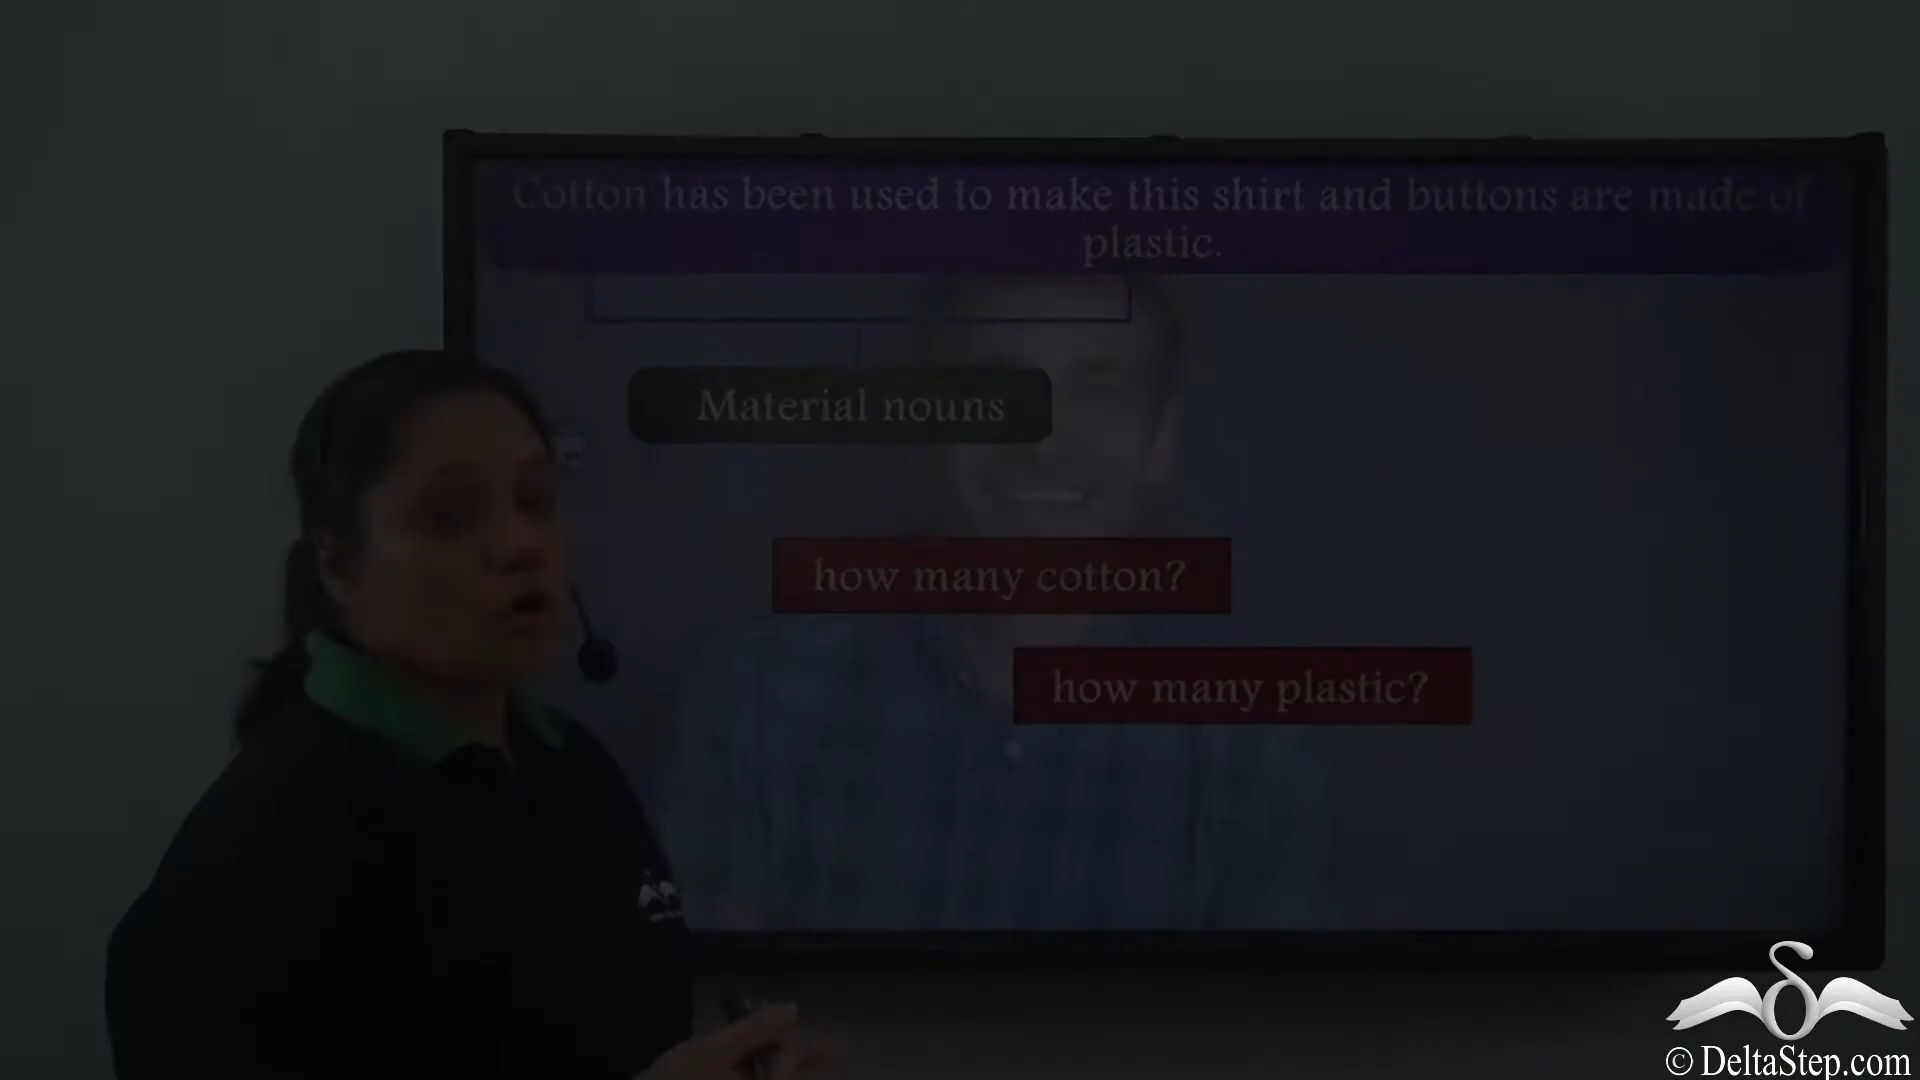 Cotton has been used to make this shirt and buttons are made of
plastic.
Material nouns
how many cotton?
how many plastic?
© DeltaStep.com